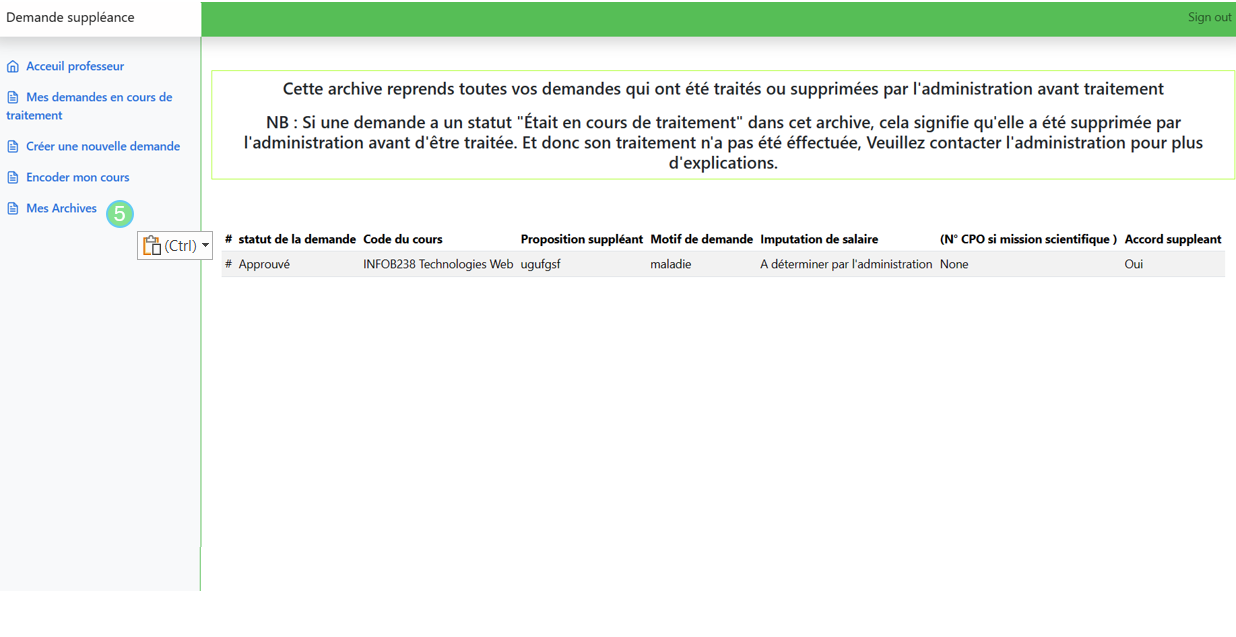 Demande suppléance
Sign out
Acceuil professeur
Mes demandes en cours de
traitement
Créer une nouvelle demande
Encoder mon cours
Mes Archives
5
(Ctrl)
Cette archive reprends toutes vos demandes qui ont été traités ou supprimées par l'administration avant traitement
NB : Si une demande a un statut "Était en cours de traitement" dans cet archive, cela signifie qu'elle a été supprimée par
l'administration avant d'être traitée. Et donc son traitement n'a pas été éffectuée, Veuillez contacter l'administration pour plus
d'explications.
# statut de la demande Code du cours Proposition suppléant Motif de demande Imputation de salaire (N° CPO si mission scientifique ) Accord suppleant
# Approuvé INFOB238 Technologies Web ugufgsf maladie A déterminer par l'administration None Oui